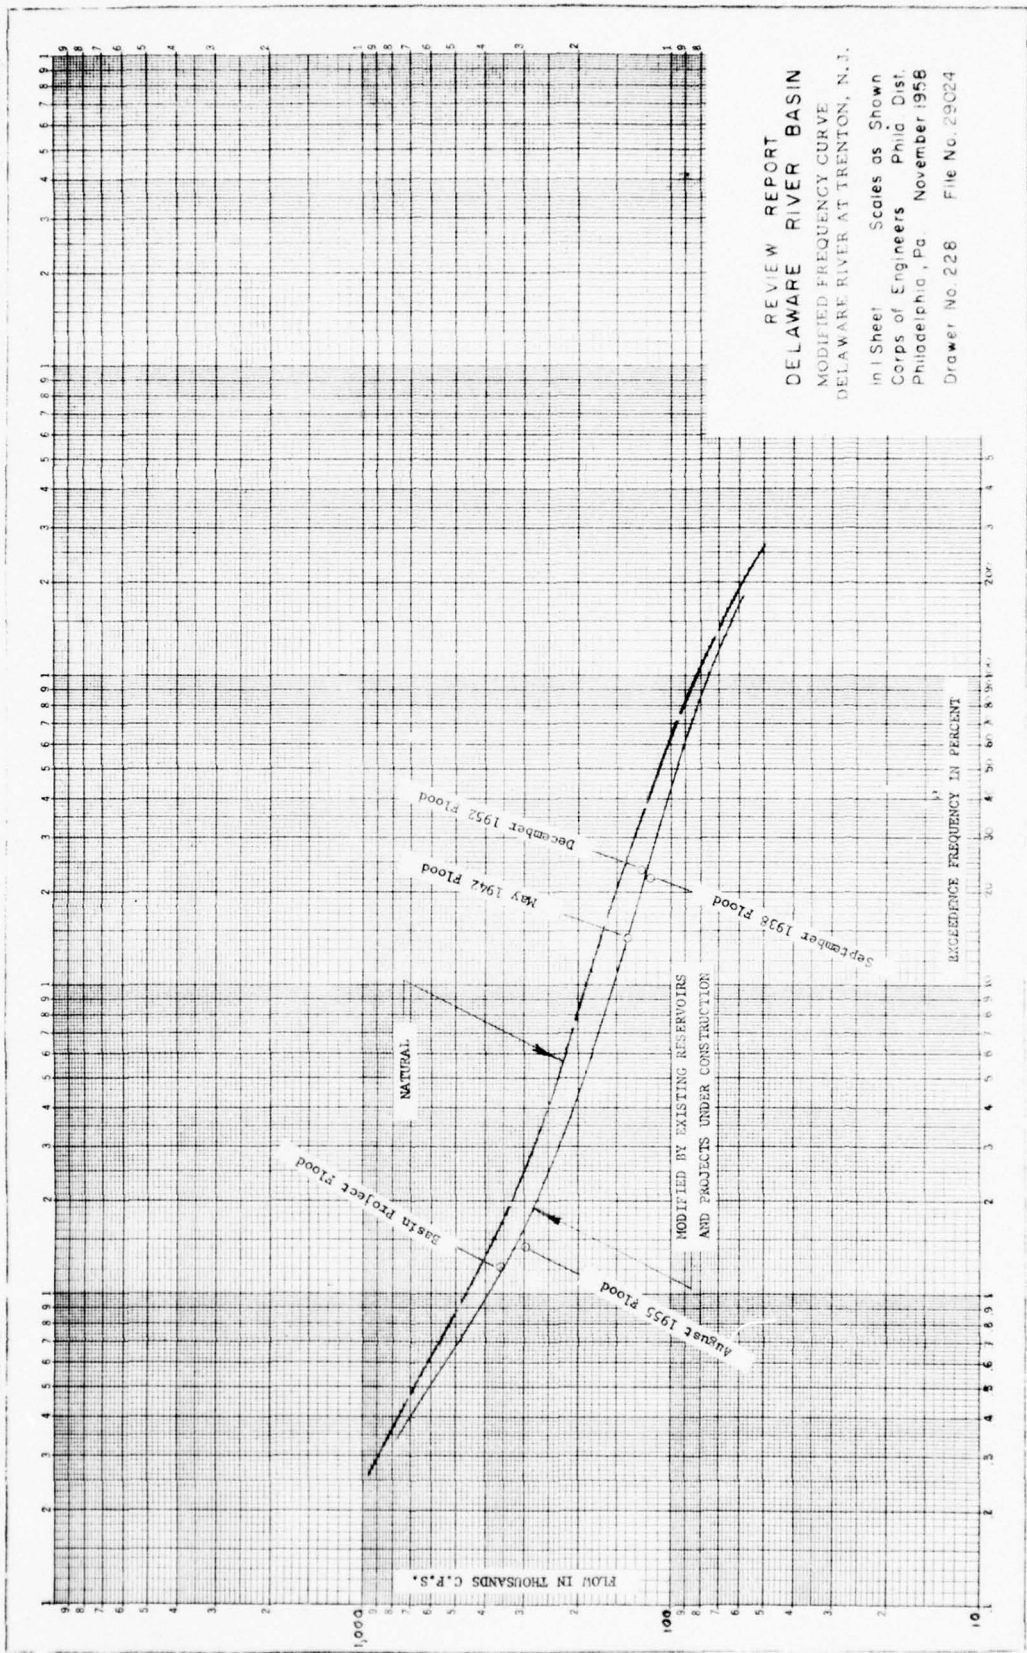 REVIEW REPORT
DELAWARE RIVER BASIN
MODIFIED FREQUENCY CURVE
DELAWARE RIVER AT TRENTON, N.J.
In 1 Sheet Scales as Shown
Corps of Engineers Phila. Dist.
Philadelphia, Pa. November 1958
Drawer No. 228 File No. 29024
FLOW IN THOUSANDS C.F.S.
1,000
100
10
EXCEEDENCE FREQUENCY IN PERCENT
NATURAL
MODIFIED BY EXISTING RESERVOIRS
AND PROJECTS UNDER CONSTRUCTION
Basin Project Flood
August 1955 Flood
May 1942 Flood
December 1952 Flood
September 1938 Flood